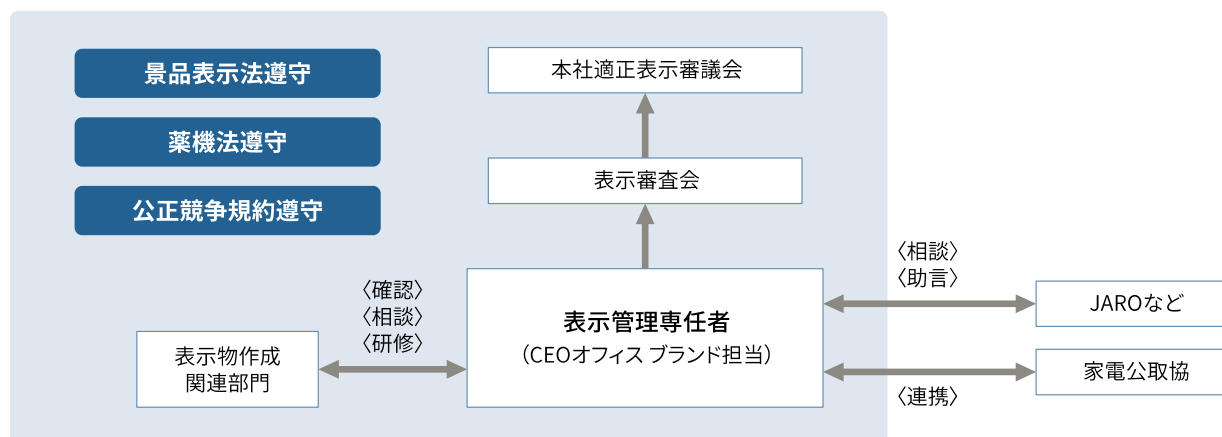 景品表示法遵守
薬機法遵守
公正競争規約遵守
本社適正表示審議会
表示審査会
表示管理専任者
（CEOオフィス ブランド担当）
〈確認〉
〈相談〉
〈研修〉
表示物作成
関連部門
〈相談〉
〈助言〉
JAROなど
家電公取協
〈連携〉